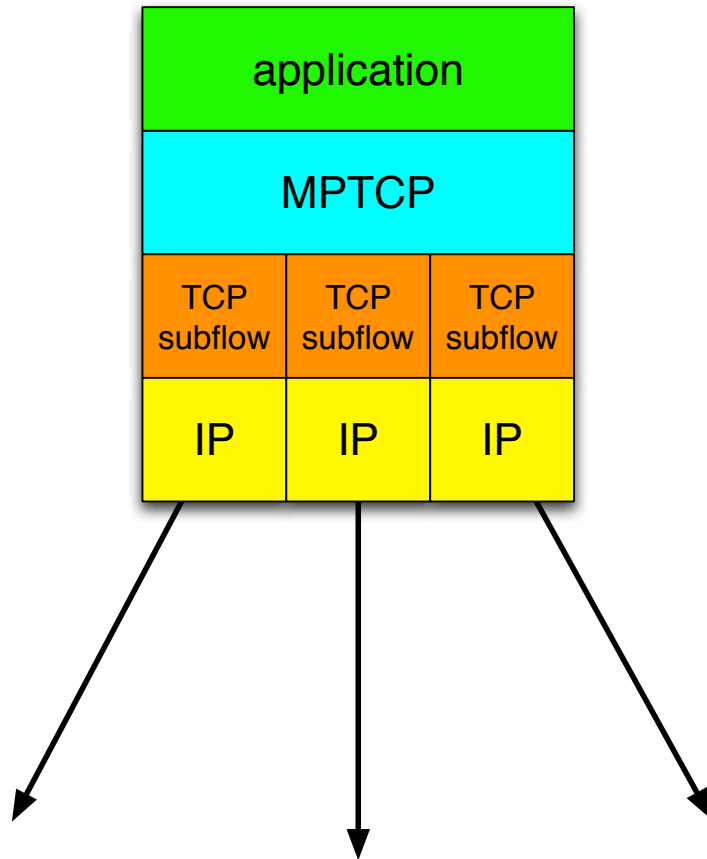 application
MPTCP
TCP
subflow
TCP
subflow
TCP
subflow
IP
IP
IP